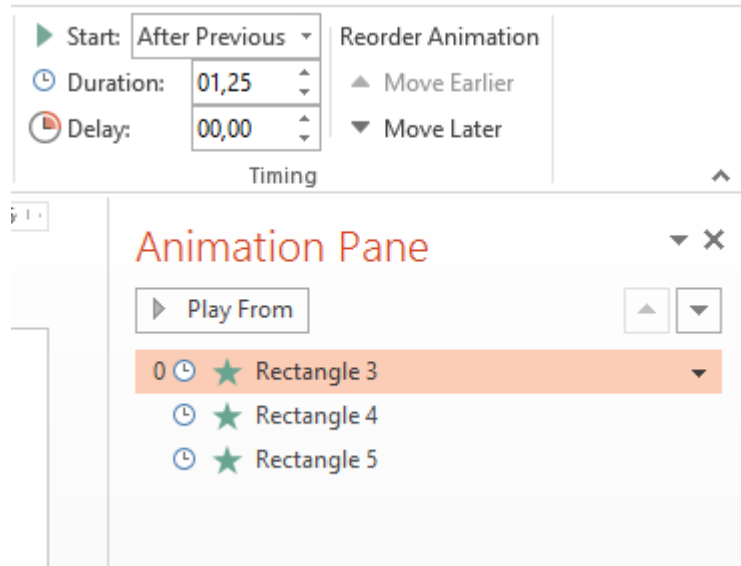 Start: After Previous Reorder Animation
Duration: 01,25 Move Earlier
Delay: 00,00 Move Later
Timing
Animation Pane
Play From
0 Rectangle 3
Rectangle 4
Rectangle 5